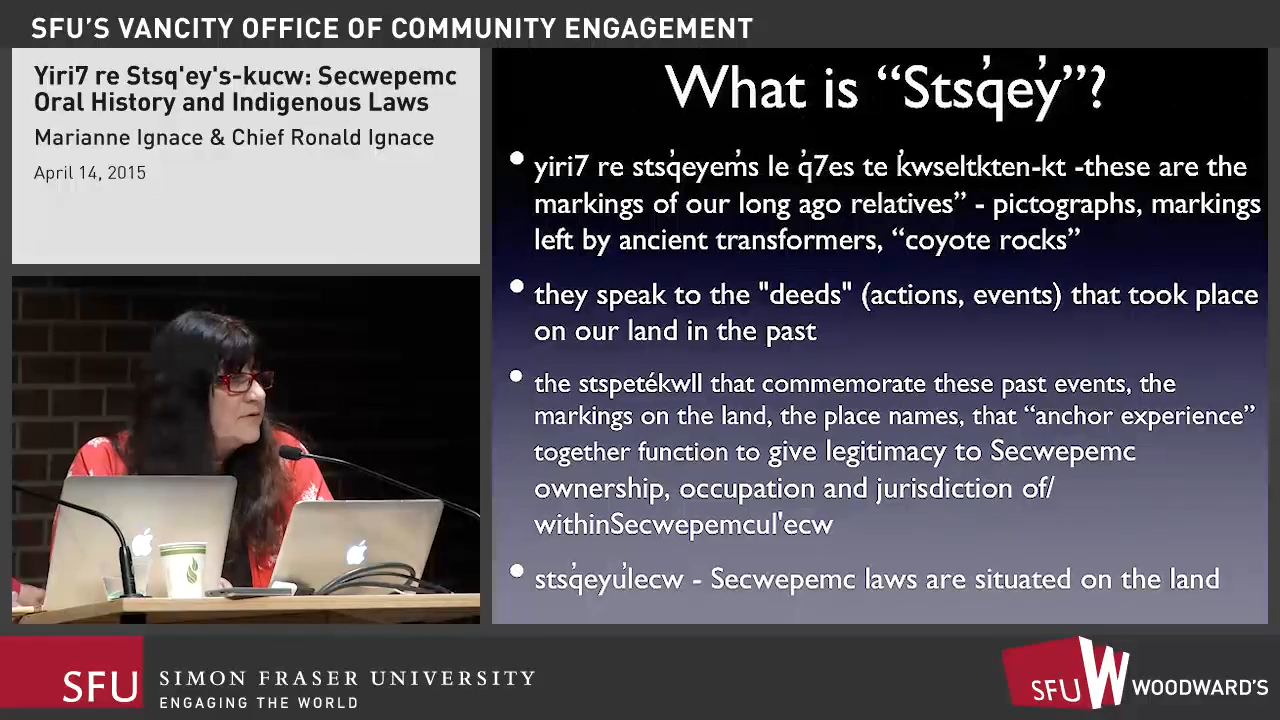 SFU'S VANCITY OFFICE OF COMMUNITY ENGAGEMENT
Yiri7 re Stsq'ey's-kucw: Secwepemc
Oral History and Indigenous Laws
Marianne Ignace & Chief Ronald Ignace
April 14, 2015
What is “Stsq̓ey̓”?
• yiri7 re stsq̓eyem̓s le q̓7es te k̓wseltkten-kt -these are the
markings of our long ago relatives” - pictographs, markings
left by ancient transformers, “coyote rocks”
• they speak to the "deeds" (actions, events) that took place
on our land in the past
• the stspetékwll that commemorate these past events, the
markings on the land, the place names, that “anchor experience”
together function to give legitimacy to Secwepemc
ownership, occupation and jurisdiction of/
withinSecwepemcul'ecw
• stsq̓eyu̓lecw - Secwepemc laws are situated on the land
SFU SIMON FRASER UNIVERSITY
ENGAGING THE WORLD
SFU W WOODWARD'S